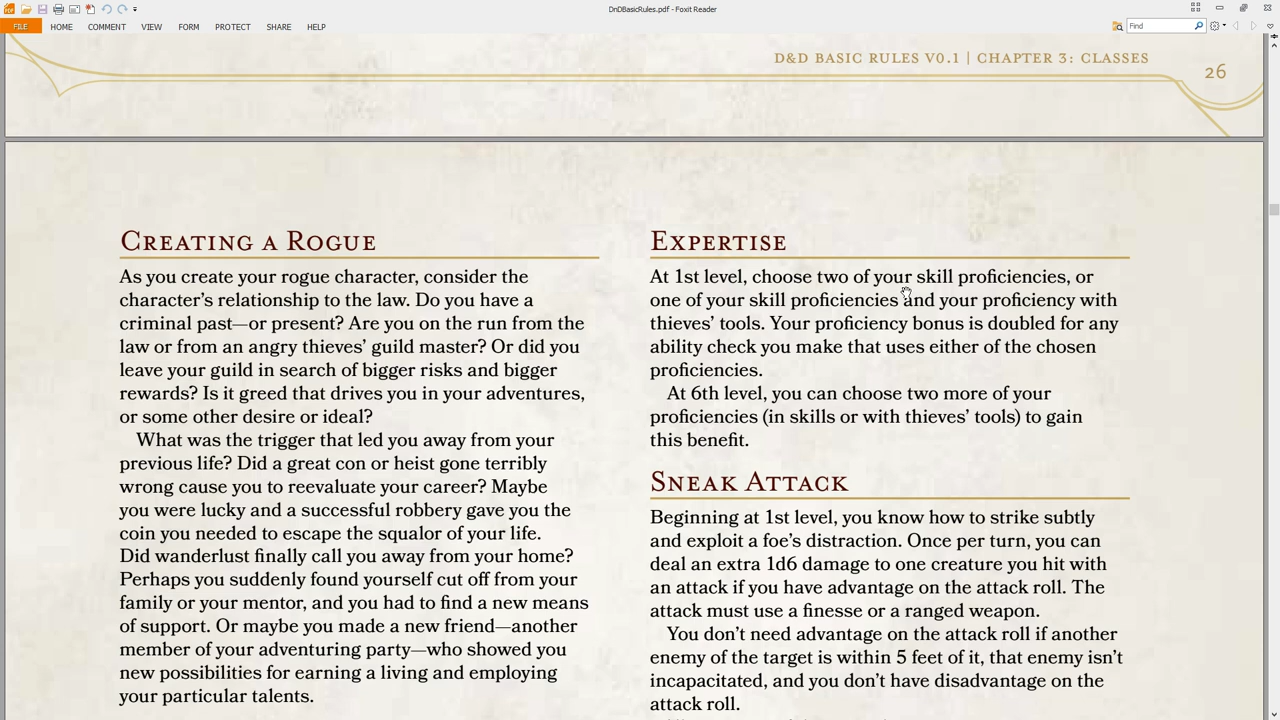 DnDBasicRules.pdf - Foxit Reader
FILE
HOME
COMMENT
VIEW
FORM
PROTECT
SHARE
HELP
Find
D&D BASIC RULES V0.1 | CHAPTER 3: CLASSES
26
CREATING A ROGUE
As you create your rogue character, consider the
character's relationship to the law. Do you have a
criminal past—or present? Are you on the run from the
law or from an angry thieves' guild master? Or did you
leave your guild in search of bigger risks and bigger
rewards? Is it greed that drives you in your adventures,
or some other desire or ideal?
What was the trigger that led you away from your
previous life? Did a great con or heist gone terribly
wrong cause you to reevaluate your career? Maybe
you were lucky and a successful robbery gave you the
coin you needed to escape the squalor of your life.
Did wanderlust finally call you away from your home?
Perhaps you suddenly found yourself cut off from your
family or your mentor, and you had to find a new means
of support. Or maybe you made a new friend—another
member of your adventuring party—who showed you
new possibilities for earning a living and employing
your particular talents.
EXPERTISE
At 1st level, choose two of your skill proficiencies, or
one of your skill proficiencies and your proficiency with
thieves' tools. Your proficiency bonus is doubled for any
ability check you make that uses either of the chosen
proficiencies.
At 6th level, you can choose two more of your
proficiencies (in skills or with thieves' tools) to gain
this benefit.
SNEAK ATTACK
Beginning at 1st level, you know how to strike subtly
and exploit a foe's distraction. Once per turn, you can
deal an extra 1d6 damage to one creature you hit with
an attack if you have advantage on the attack roll. The
attack must use a finesse or a ranged weapon.
You don't need advantage on the attack roll if another
enemy of the target is within 5 feet of it, that enemy isn't
incapacitated, and you don't have disadvantage on the
attack roll.